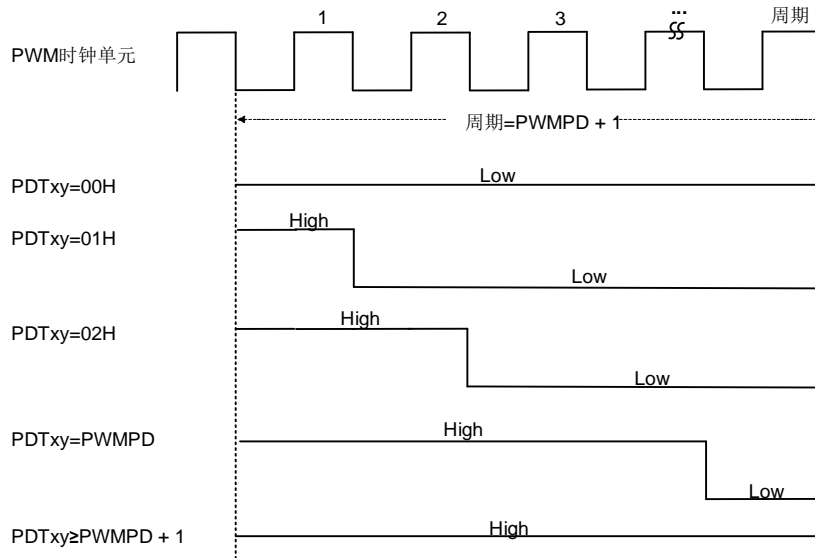 1 2 3 ... 周期
PWM时钟单元
周期=PWMPD + 1
PDTxy=00H Low
PDTxy=01H High Low
PDTxy=02H High Low
PDTxy=PWMPD High Low
PDTxy≥PWMPD + 1 High